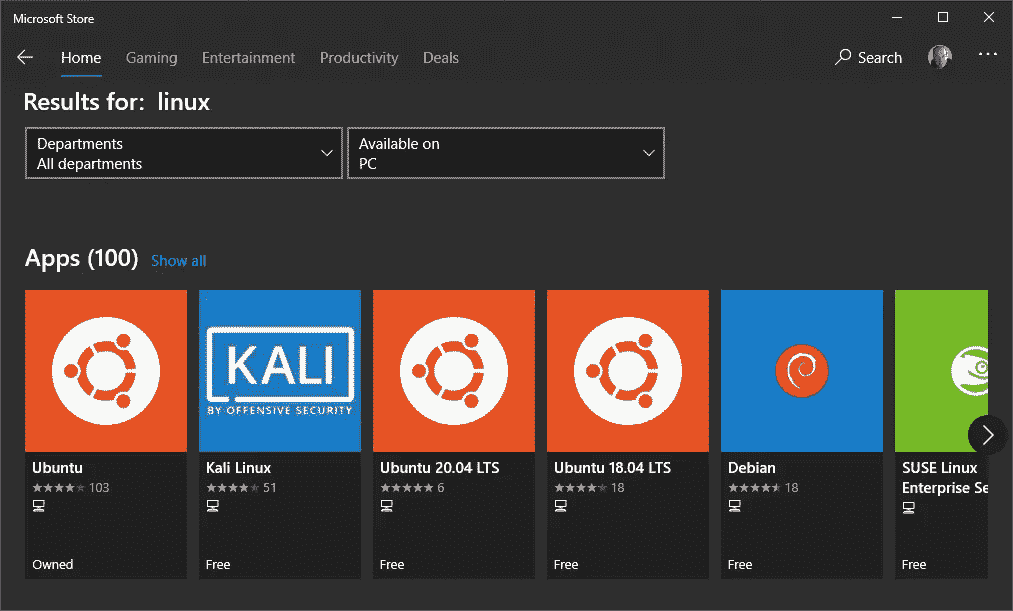 Microsoft Store
Home Gaming Entertainment Productivity Deals Search
Results for: linux
Departments
All departments
Available on
PC
Apps (100) Show all
KALI
BY OFFENSIVE SECURITY
Ubuntu
103
Owned
Kali Linux
51
Free
Ubuntu 20.04 LTS
6
Free
Ubuntu 18.04 LTS
18
Free
Debian
18
Free
SUSE Linux
Enterprise Se
Free